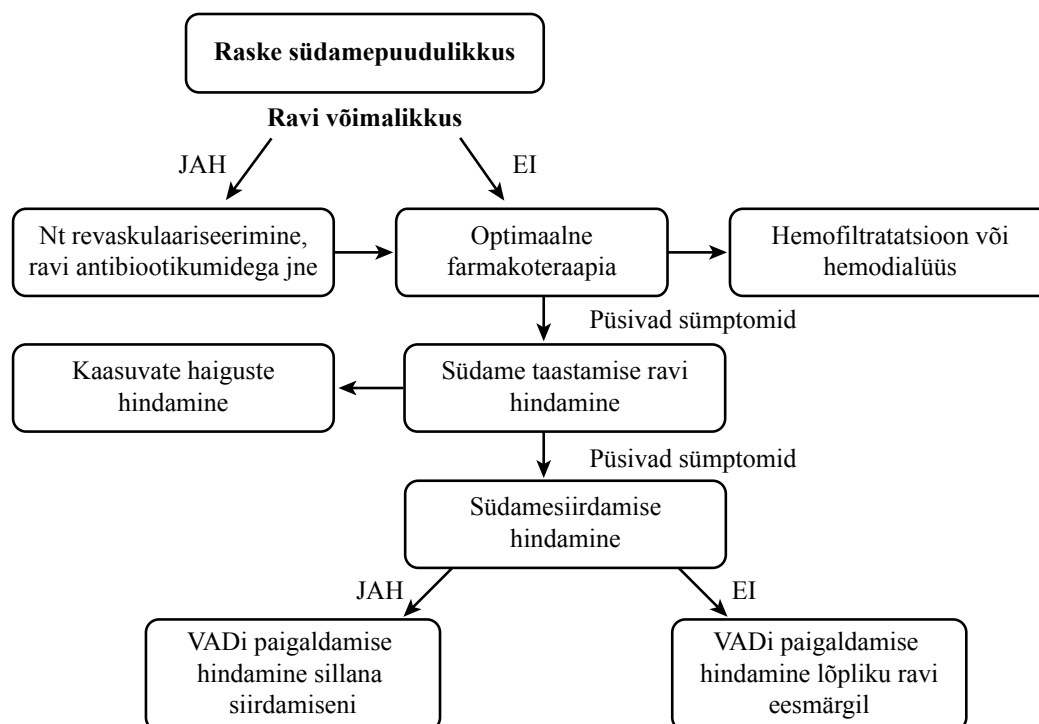 Raske südamepuudulikkus
Ravi võimalikkus
JAH
EI
Nt revaskulaariseerimine,
ravi antibiootikumidega jne
Optimaalne
farmakoteraapia
Hemofiltratatsioon või
hemodialüüs
Püsivad sümptomid
Kaasuvate haiguste
hindamine
Südame taastamise ravi
hindamine
Püsivad sümptomid
Südamesiirdamise
hindamine
JAH
EI
VADi paigaldamise
hindamine sillana
siirdamiseni
VADi paigaldamise
hindamine lõpliku ravi
eesmärgil